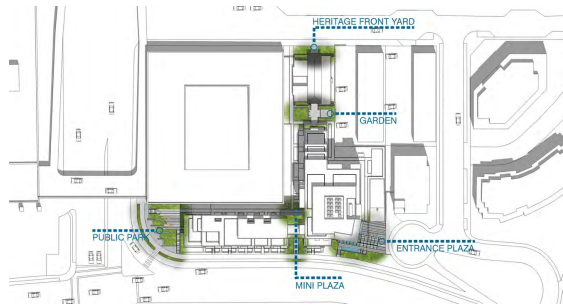 HERITAGE FRONT YARD
GARDEN
PUBLIC PARK
ENTRANCE PLAZA
MINI PLAZA